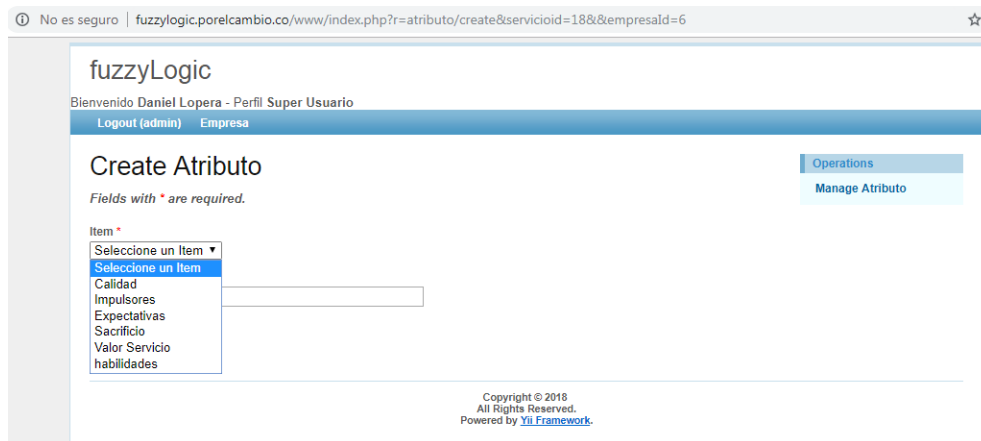 No es seguro | fuzzylogic.porelcambio.co/www/index.php?r=atributo/create&servicioid=18&&empresaId=6
fuzzyLogic
Bienvenido Daniel Lopera - Perfil Super Usuario
Logout (admin) Empresa
Create Atributo
Operations
Manage Atributo
Fields with * are required.
Item *
Seleccione un Item
Seleccione un Item
Calidad
Impulsores
Expectativas
Sacrificio
Valor Servicio
habilidades
Copyright © 2018
All Rights Reserved.
Powered by Yii Framework.